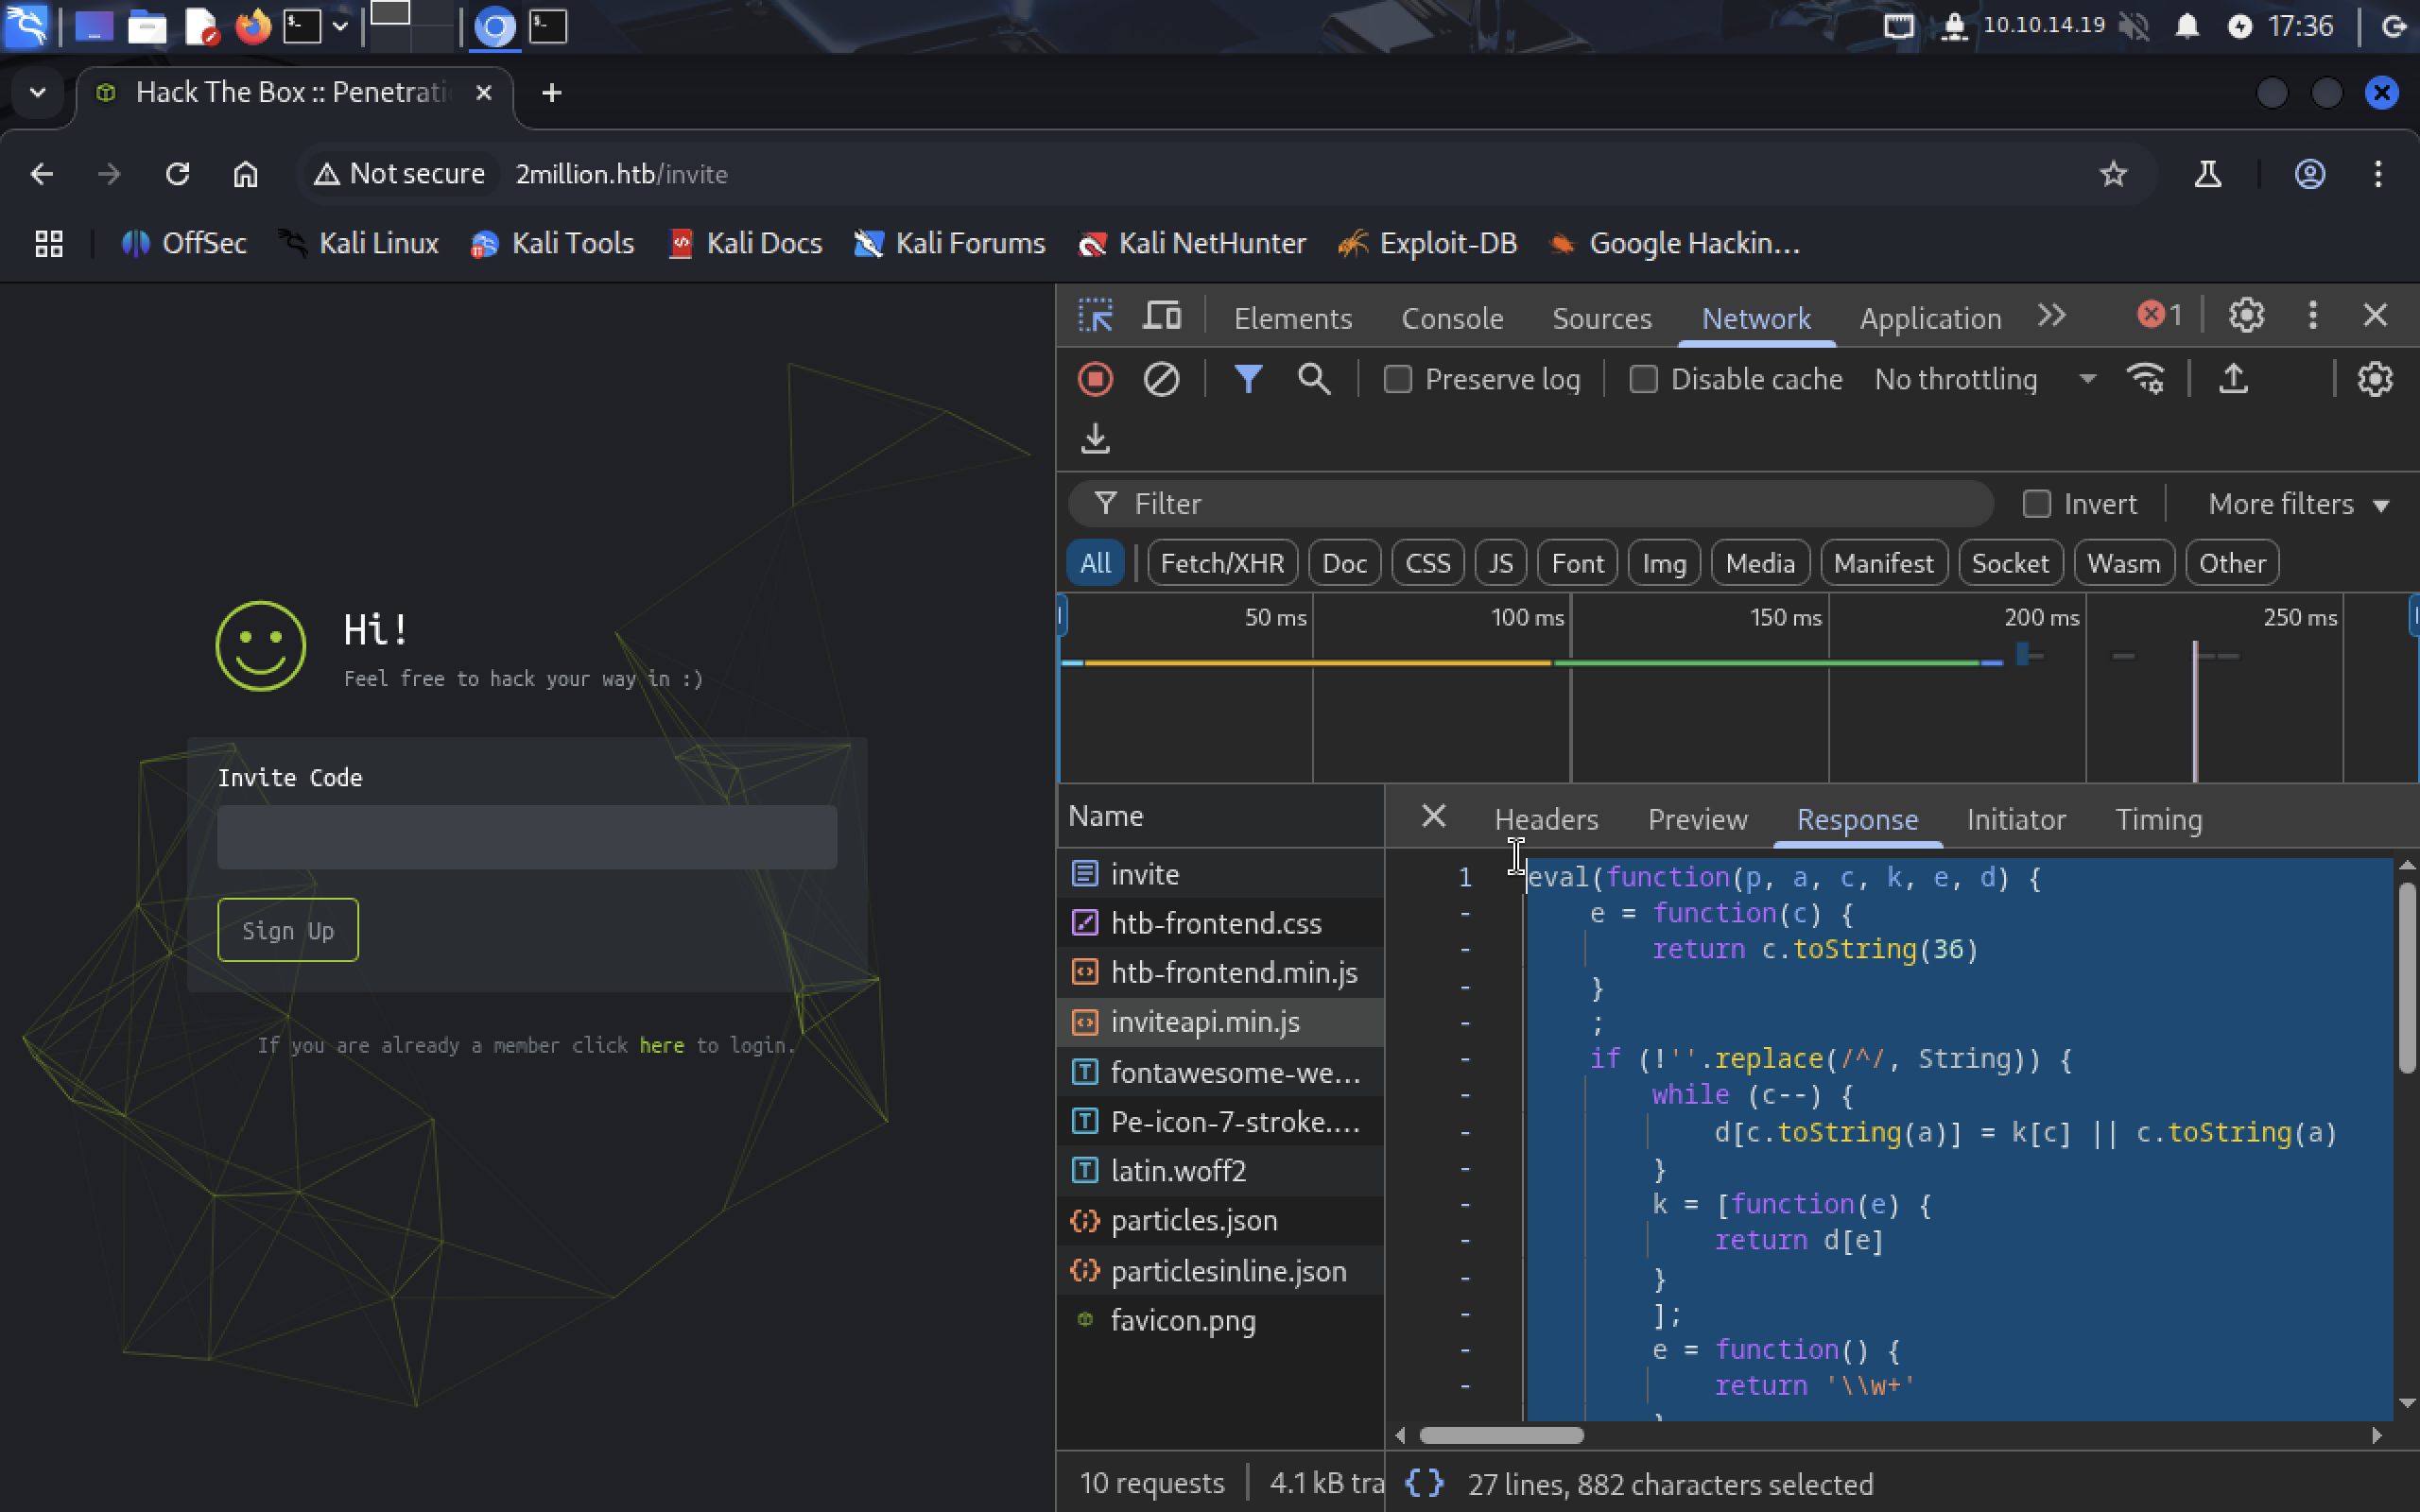 10.10.14.19
17:36
Hack The Box :: Penetrati
Not secure 2million.htb/invite
OffSec Kali Linux Kali Tools Kali Docs Kali Forums Kali NetHunter Exploit-DB Google Hackin...
Hi!
Feel free to hack your way in :)
Invite Code
Sign Up
If you are already a member click here to login.
Elements Console Sources Network Application 1
Preserve log Disable cache No throttling
Filter Invert More filters
All Fetch/XHR Doc CSS JS Font Img Media Manifest Socket Wasm Other
50 ms 100 ms 150 ms 200 ms 250 ms
Name
invite
htb-frontend.css
htb-frontend.min.js
inviteapi.min.js
fontawesome-we...
Pe-icon-7-stroke....
latin.woff2
particles.json
particlesinline.json
favicon.png
10 requests 4.1 kB tra
Headers Preview Response Initiator Timing
1 eval(function(p, a, c, k, e, d) {
- e = function(c) {
- return c.toString(36)
- }
- ;
- if (!''.replace(/^/, String)) {
- while (c--) {
- d[c.toString(a)] = k[c] || c.toString(a)
- }
- k = [function(e) {
- return d[e]
- }
- ];
- e = function() {
- return '\\w+'
}
{} 27 lines, 882 characters selected